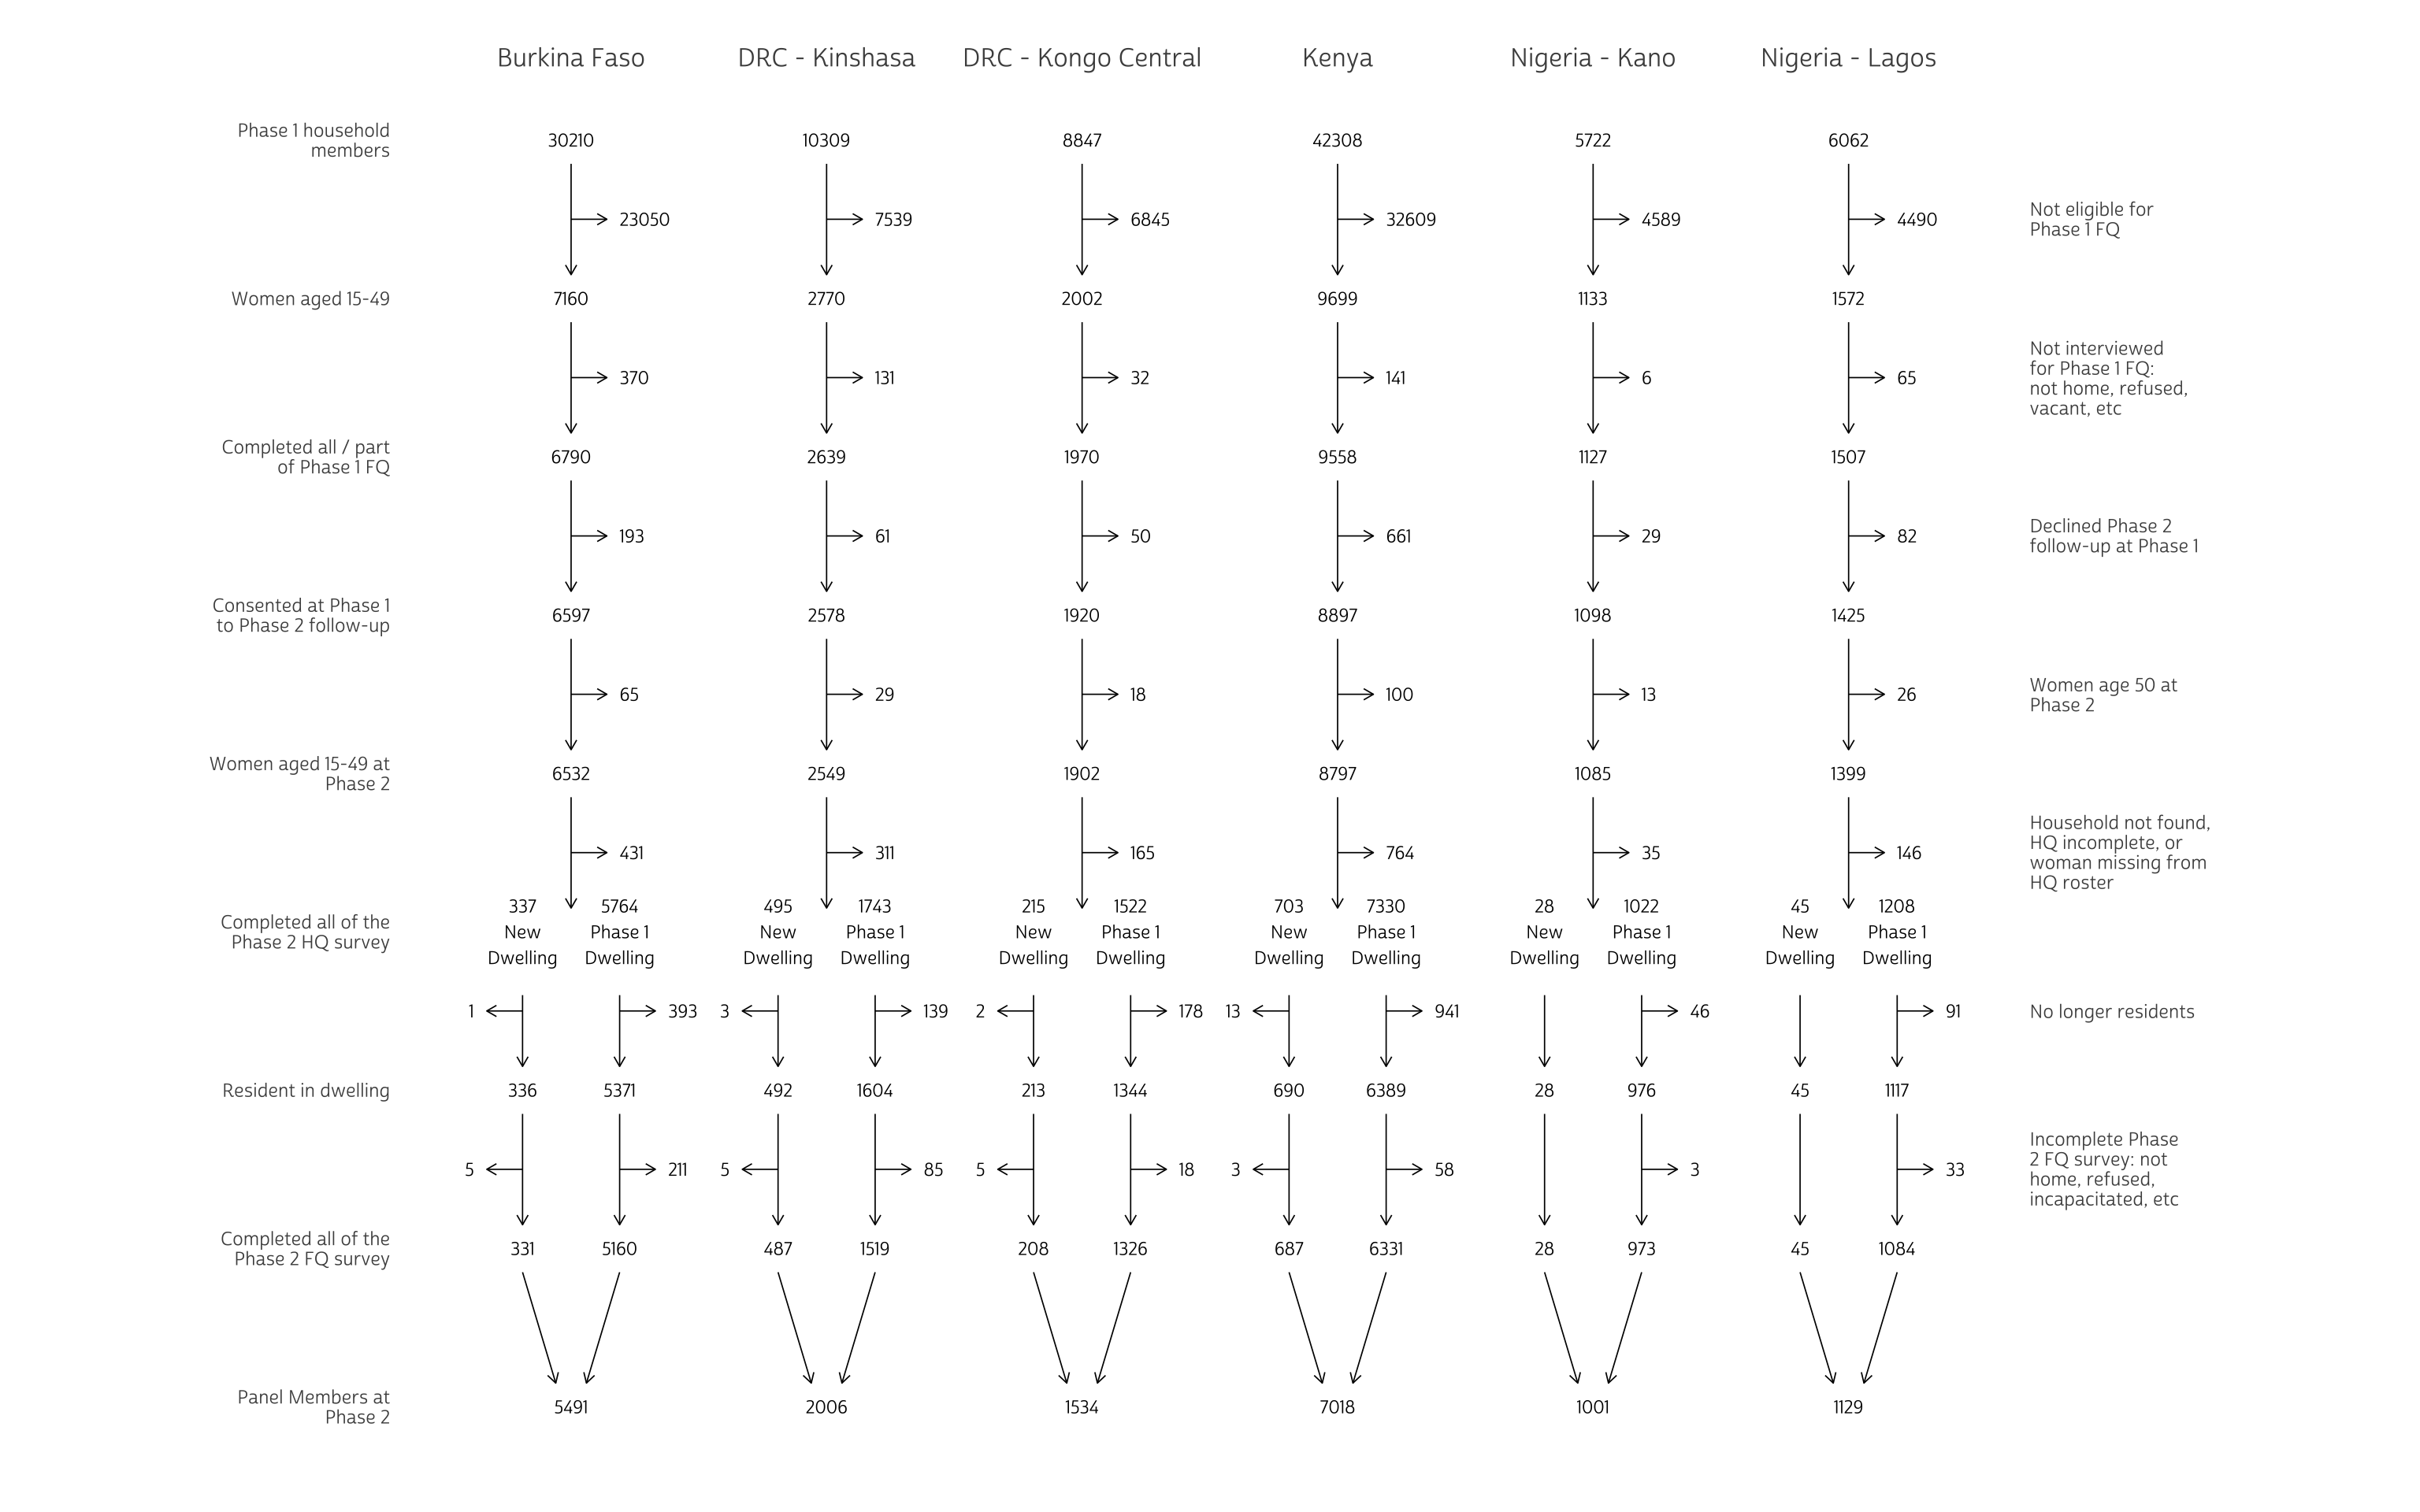 Burkina Faso
DRC - Kinshasa
DRC - Kongo Central
Kenya
Nigeria - Kano
Nigeria - Lagos
Phase 1 household
members
30210
10309
8847
42308
5722
6062
23050
7539
6845
32609
4589
4490
Not eligible for
Phase 1 FQ
Women aged 15-49
7160
2770
2002
9699
1133
1572
370
131
32
141
6
65
Not interviewed
for Phase 1 FQ:
not home, refused,
vacant, etc
Completed all / part
of Phase 1 FQ
6790
2639
1970
9558
1127
1507
193
61
50
661
29
82
Declined Phase 2
follow-up at Phase 1
Consented at Phase 1
to Phase 2 follow-up
6597
2578
1920
8897
1098
1425
65
29
18
100
13
26
Women age 50 at
Phase 2
Women aged 15-49 at
Phase 2
6532
2549
1902
8797
1085
1399
431
311
165
764
35
146
Household not found,
HQ incomplete, or
woman missing from
HQ roster
Completed all of the
Phase 2 HQ survey
337
New
Dwelling
5764
Phase 1
Dwelling
495
New
Dwelling
1743
Phase 1
Dwelling
215
New
Dwelling
1522
Phase 1
Dwelling
703
New
Dwelling
7330
Phase 1
Dwelling
28
New
Dwelling
1022
Phase 1
Dwelling
45
New
Dwelling
1208
Phase 1
Dwelling
1
393
3
139
2
178
13
941
46
91
No longer residents
Resident in dwelling
336
5371
492
1604
213
1344
690
6389
28
976
45
1117
5
211
5
85
5
18
3
58
3
33
Incomplete Phase
2 FQ survey: not
home, refused,
incapacitated, etc
Completed all of the
Phase 2 FQ survey
331
5160
487
1519
208
1326
687
6331
28
973
45
1084
Panel Members at
Phase 2
5491
2006
1534
7018
1001
1129